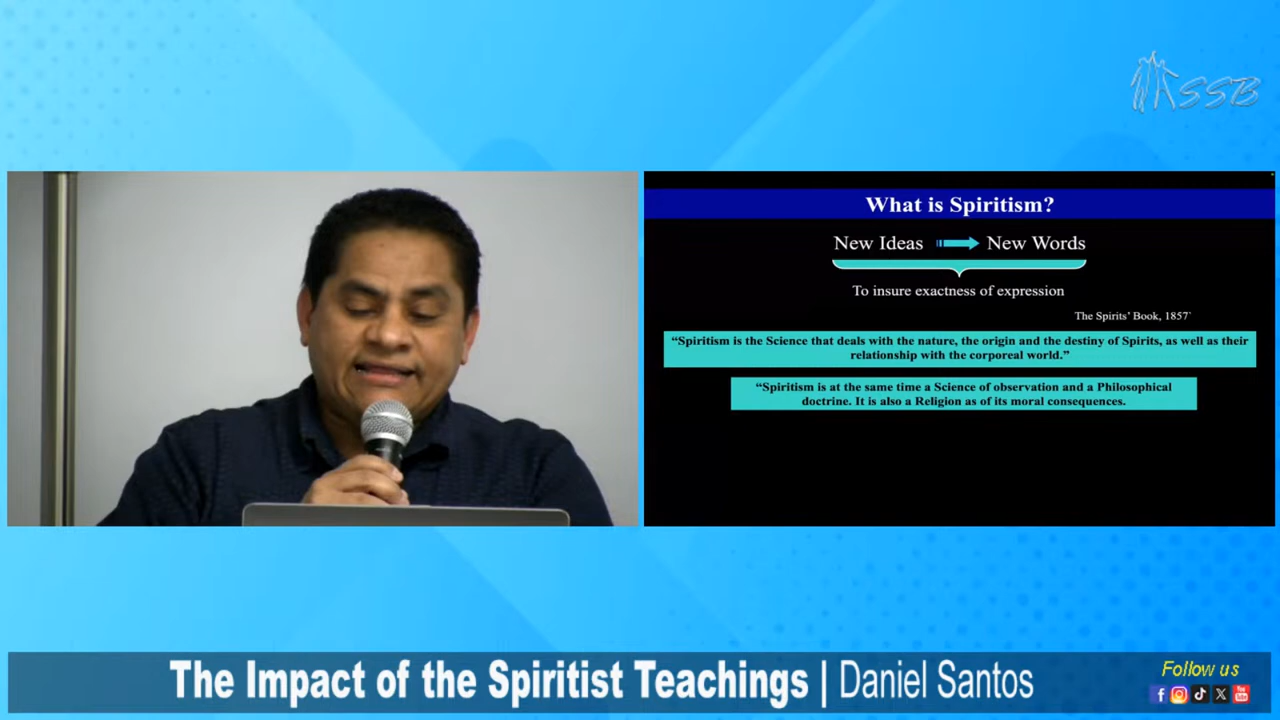 SSB
What is Spiritism?
New Ideas New Words
To insure exactness of expression
The Spirits' Book, 1857`
“Spiritism is the Science that deals with the nature, the origin and the destiny of Spirits, as well as their
relationship with the corporeal world.”
“Spiritism is at the same time a Science of observation and a Philosophical
doctrine. It is also a Religion as of its moral consequences.
The Impact of the Spiritist Teachings | Daniel Santos
Follow us
You
Tube